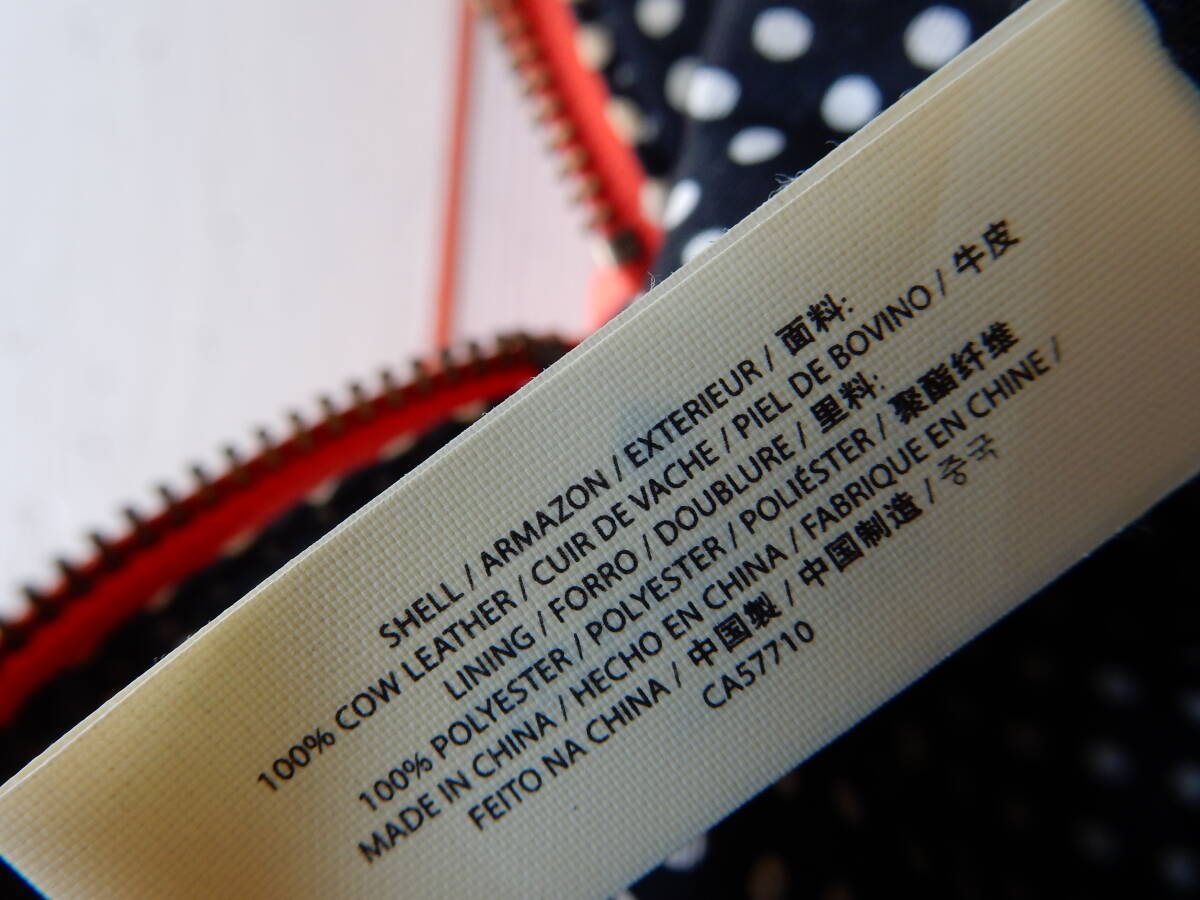 SHELL / ARMAZON / EXTERIEUR / 面料:
100% COW LEATHER / CUIR DE VACHE / PIEL DE BOVINO / 牛皮
LINING / FORRO / DOUBLURE / 里料:
100% POLYESTER / POLYESTER / POLIÉSTER / 聚酯纤维
MADE IN CHINA / HECHO EN CHINA / FABRIQUE EN CHINE /
FEITO NA CHINA / 中国製 / 中国制造 / 중국
CA57710